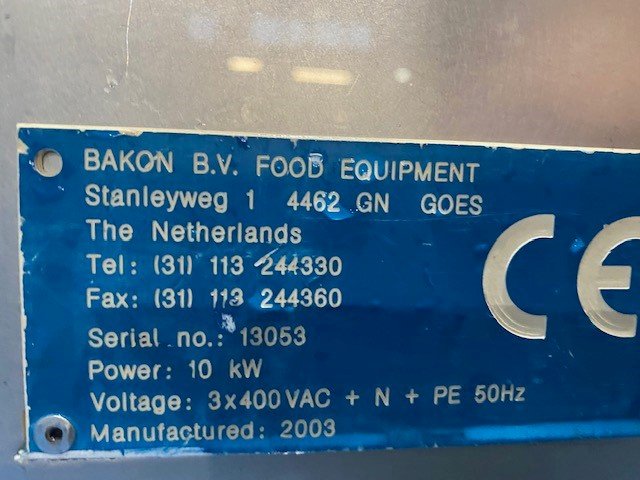 BAKON B.V. FOOD EQUIPMENT
Stanleyweg 1 4462 GN GOES
The Netherlands
Tel: (31) 113 244330
Fax: (31) 113 244360
CE
Serial no.: 13053
Power: 10 kW
Voltage: 3x400VAC + N + PE 50Hz
Manufactured: 2003